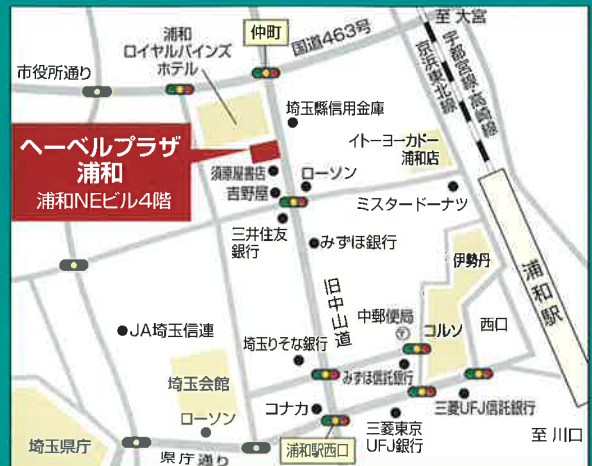 至 大宮
仲町
国道463号
浦和
ロイヤルパインズ
ホテル
市役所通り
京浜東北線
宇都宮線・高崎線
埼玉縣信用金庫
イトーヨーカドー
浦和店
ヘーベルプラザ
浦和
浦和NEビル4階
須原屋書店
ローソン
吉野屋
ミスタードーナツ
三井住友
銀行
みずほ銀行
伊勢丹
浦和駅
旧中山道
中郵便局
コルソ
西口
JA埼玉信連
埼玉りそな銀行
みずほ信託銀行
埼玉会館
コナカ
三菱UFJ信託銀行
ローソン
三菱東京
UFJ銀行
至 川口
埼玉県庁
県庁通り
浦和駅西口